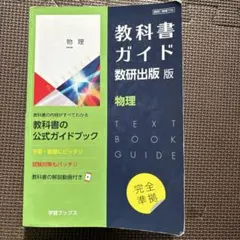 物理
教科書
ガイド
数研出版 版
物理
教科書の内容がすべてわかる
教科書の
公式ガイドブック
予習・復習にピッタリ
試験対策もバッチリ
教科書の解説動画付き
TEXT
BOOK
GUIDE
完全
準拠
学習ブックス